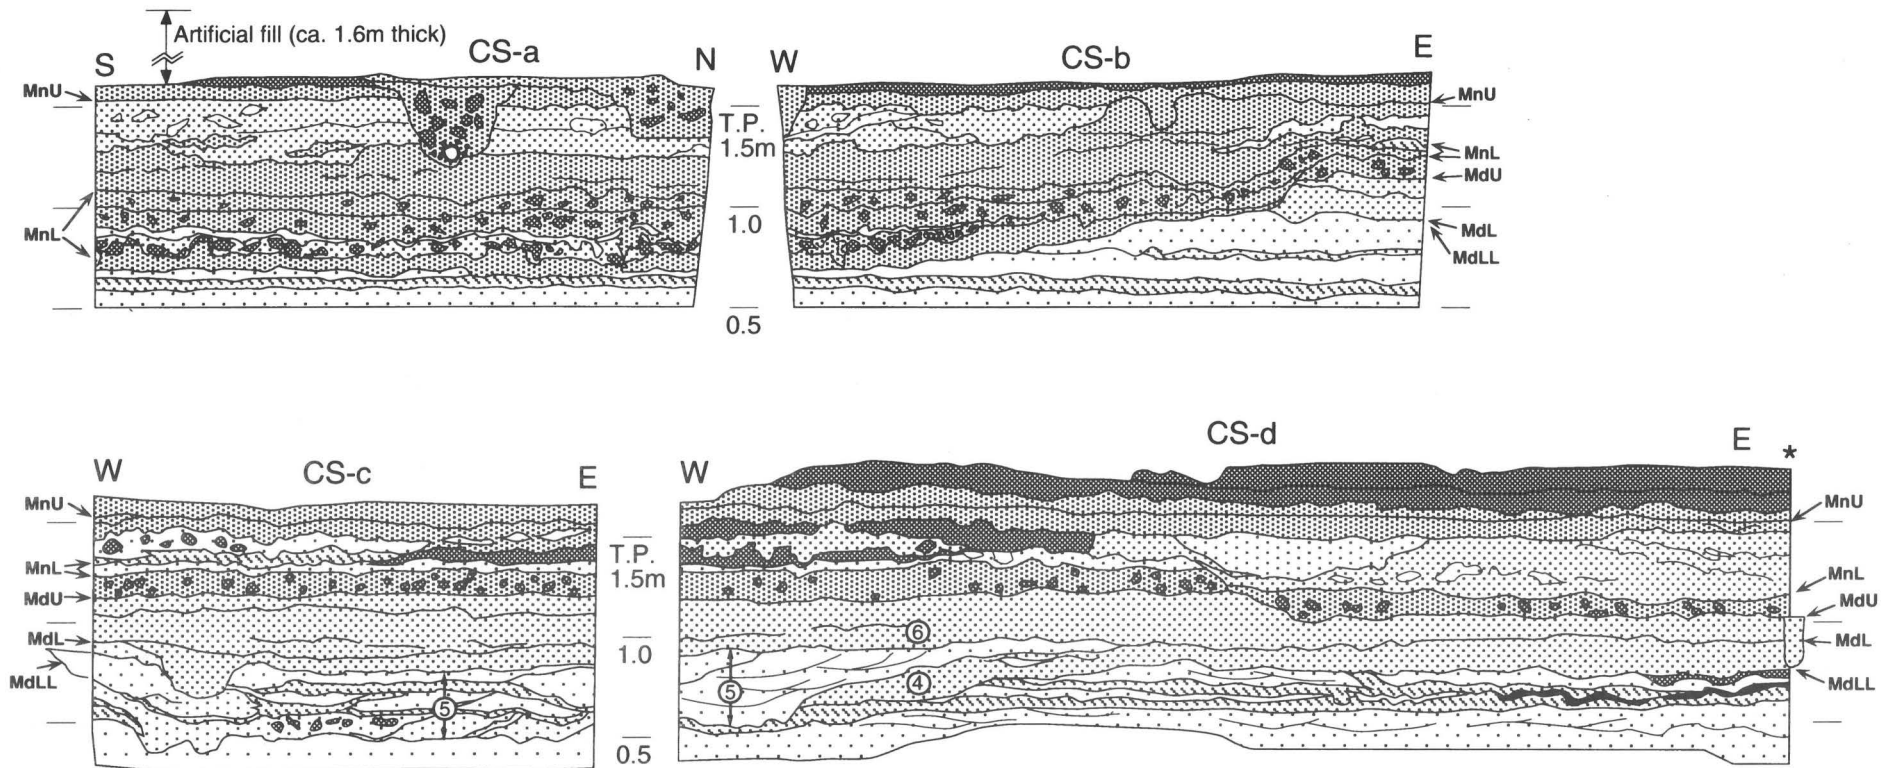 Artificial fill (ca. 1.6m thick)
S
CS-a
N
W
CS-b
E
MnU
MnL
T.P.
1.5m
1.0
0.5
MnU
MnL
MdU
MdL
MdLL
W
CS-c
E
W
CS-d
E
*
MnU
MnL
MdU
MdL
MdLL
⑤
T.P.
1.5m
1.0
0.5
⑥
⑤
④
MnU
MnL
MdU
MdL
MdLL